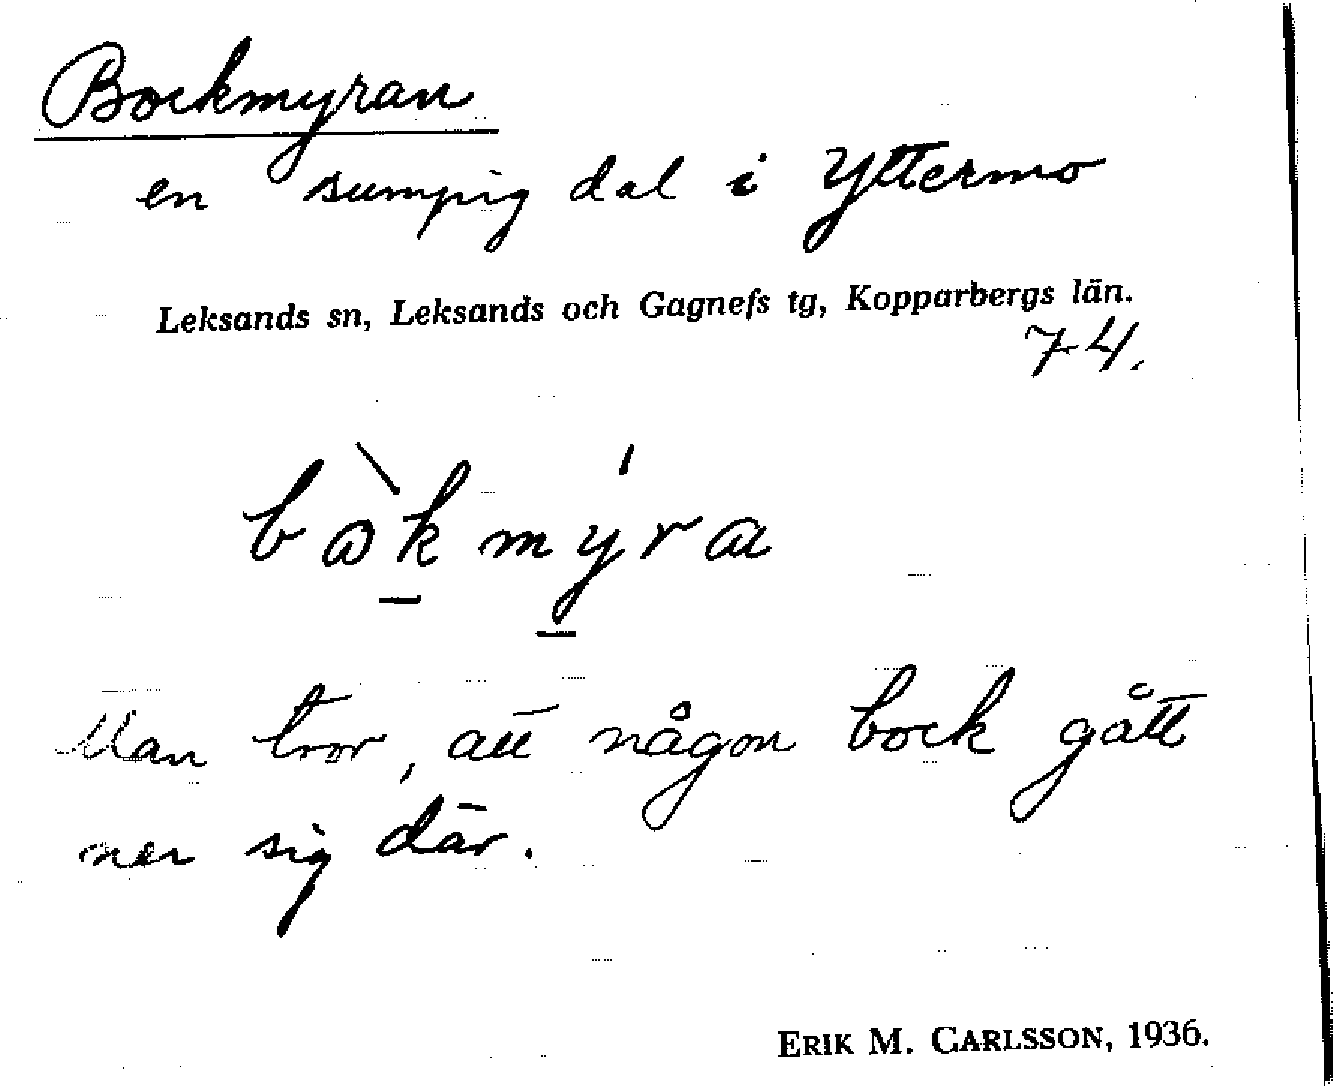 Bockmyran
en sumpig dal i Yttermo
Leksands sn, Leksands och Gagnefs tg, Kopparbergs län.
74.
bòkmýra
Man tror, att någon bock gått
ner sig där.
ERIK M. CARLSSON, 1936.